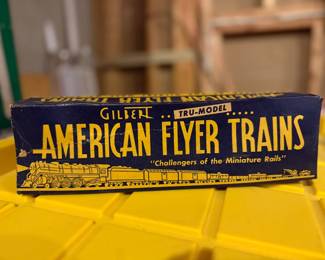 GILBERT
TRU-MODEL
AMERICAN FLYER TRAINS
"Challengers of the Miniature Rails"